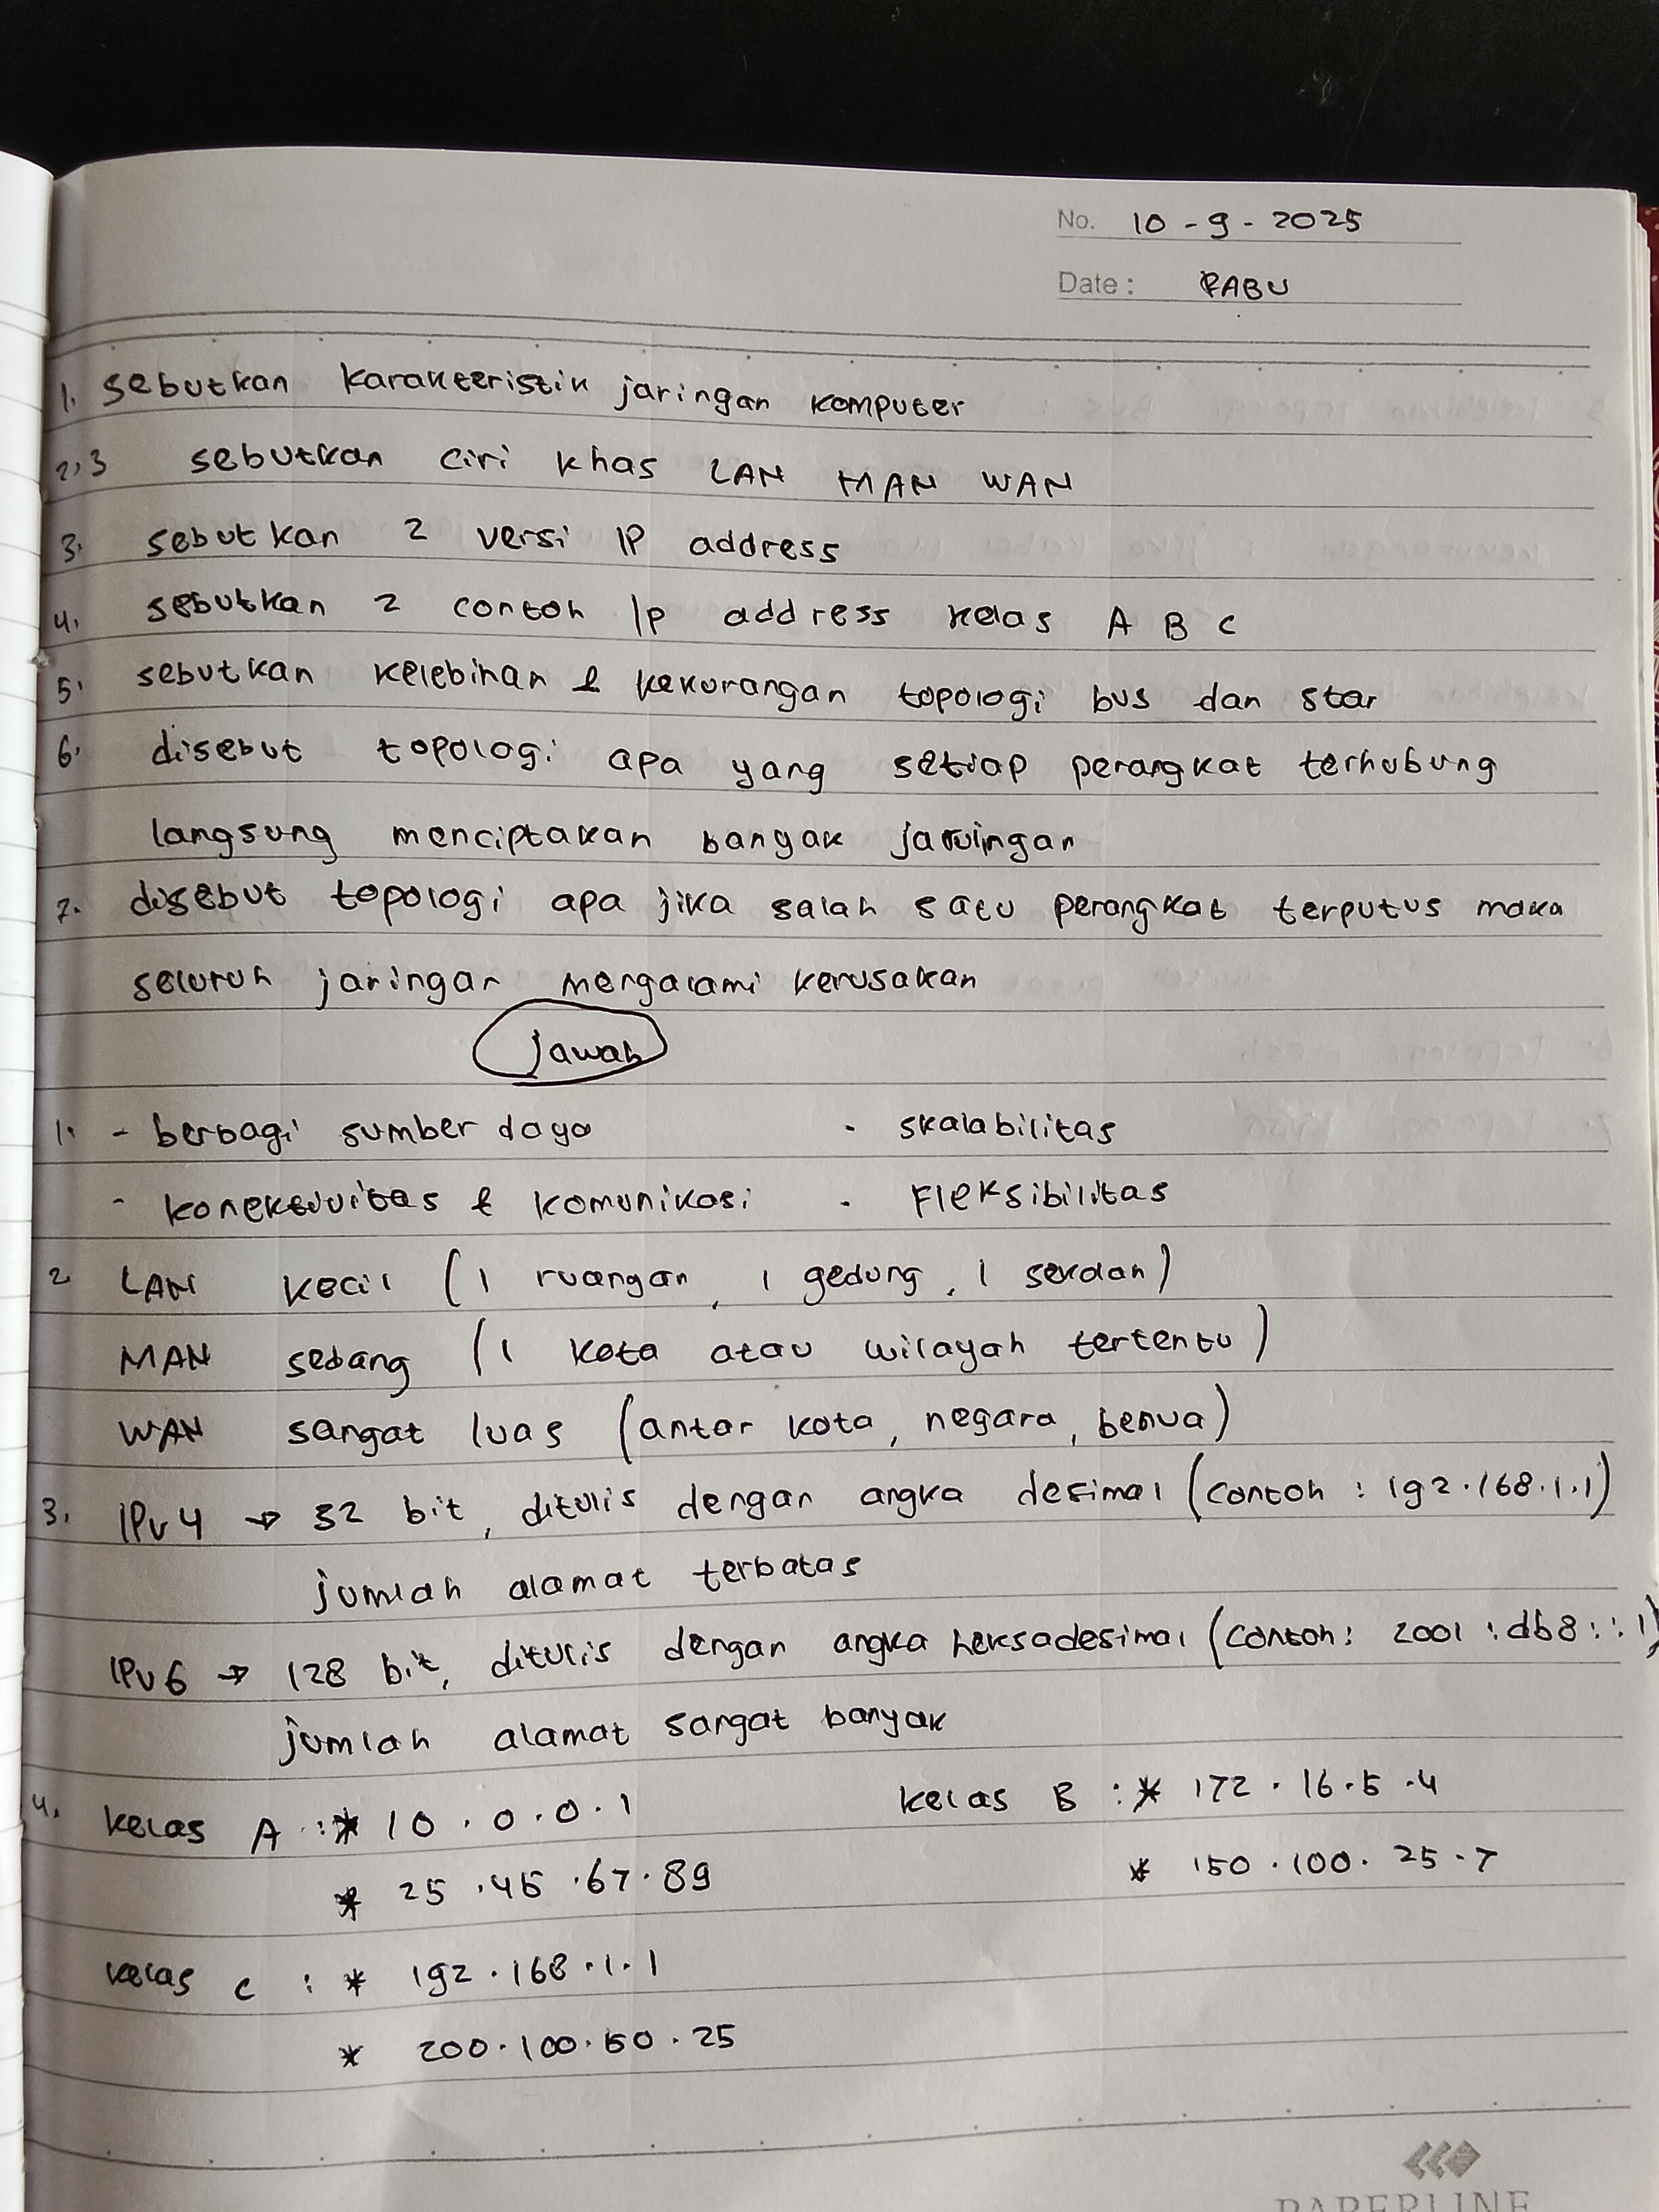 No. 10 - 9 - 2025
Date : RABU
1. sebutkan karakteristik jaringan komputer
2,3 sebutkan ciri khas LAN MAN WAN
3. sebutkan 2 versi IP address
4. sebutkan 2 contoh Ip address kelas A B C
5. sebutkan kelebihan & kekurangan topologi bus dan star
6. disebut topologi apa yang setiap perangkat terhubung
langsung menciptakan banyak jaringan
7. disebut topologi apa jika salah satu perangkat terputus maka
seluruh jaringan mengalami kerusakan
jawab
1. - berbagi sumber daya - skalabilitas
- konektivitas & komunikasi - Fleksibilitas
2. LAN kecil (1 ruangan, 1 gedung, 1 sekolah)
MAN sedang (1 kota atau wilayah tertentu)
WAN sangat luas (antar kota, negara, benua)
3. IPv4 → 32 bit, ditulis dengan angka desimal (contoh : 192.168.1.1)
jumlah alamat terbatas
IPv6 → 128 bit, ditulis dengan angka heksadesimal (contoh: 2001 :db8::1)
jumlah alamat sangat banyak
4. kelas A : * 10.0.0.1 kelas B : * 172.16.5.4
* 25.45.67.89 * 150.100.25.7
kelas c : * 192.168.1.1
* 200.100.50.25
PAPERLINE